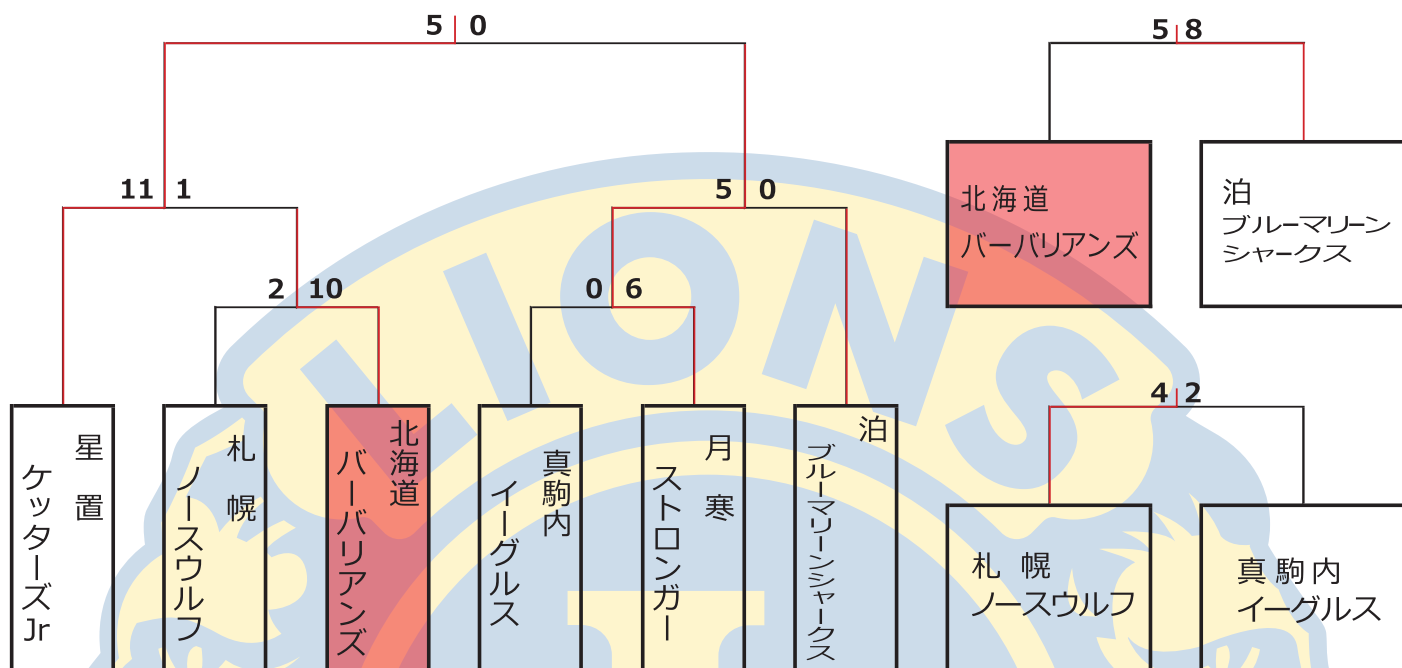 5 0
5 8
11 1
5 0
2 10
0 6
北海道
バーバリアンズ
泊
ブルーマリーン
シャークス
4 2
星置
ケッターズJr
札幌
ノースウルフ
北海道
バーバリアンズ
真駒内
イーグルス
月寒
ストロンガー
泊
ブルーマリーンシャークス
札幌
ノースウルフ
真駒内
イーグルス
LIONS
L